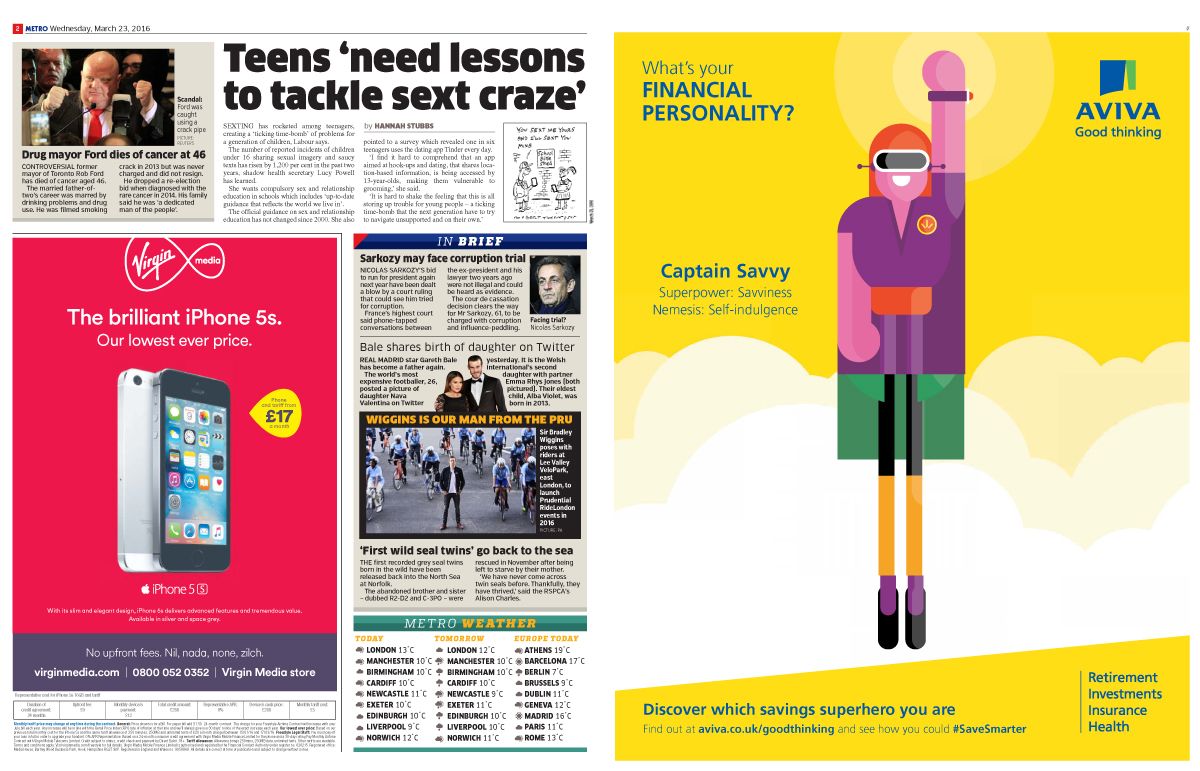 2 METRO Wednesday, March 23, 2016
Scandal:
Ford was
caught
using a
crack pipe
PICTURE:
REUTERS
Drug mayor Ford dies of cancer at 46
CONTROVERSIAL former
mayor of Toronto Rob Ford
has died of cancer aged 46.
The married father-of-
two's career was marred by
drinking problems and drug
use. He was filmed smoking
crack in 2013 but was never
charged and did not resign.
He dropped a re-election
bid when diagnosed with the
rare cancer in 2014. His family
said he was 'a dedicated
man of the people'.
Teens 'need lessons
to tackle sext craze'
SEXTING has rocketed among teenagers,
creating a 'ticking time-bomb' of problems for
a generation of children, Labour says.
The number of reported incidents of children
under 16 sharing sexual imagery and saucy
texts has risen by 1,200 per cent in the past two
years, shadow health secretary Lucy Powell
has learned.
She wants compulsory sex and relationship
education in schools which includes 'up-to-date
guidance that reflects the world we live in'.
The official guidance on sex and relationship
education has not changed since 2000. She also
by HANNAH STUBBS
pointed to a survey which revealed one in six
teenagers uses the dating app Tinder every day.
'I find it hard to comprehend that an app
aimed at hook-ups and dating, that shares loca-
tion-based information, is being accessed by
13-year-olds, making them vulnerable to
grooming,' she said.
'It is hard to shake the feeling that this is all
storing up trouble for young people – a ticking
time-bomb that the next generation have to try
to navigate unsupported and on their own.'
YOU SEXT ME YOURS
AND I'LL SEXT YOU
MINE
Virgin media
The brilliant iPhone 5s.
Our lowest ever price.
Phone
and tariff from
£17
a month
iPhone 5 S
With its slim and elegant design, iPhone 5s delivers advanced features and tremendous value.
Available in silver and space grey.
No upfront fees. Nil, nada, none, zilch.
virginmedia.com | 0800 052 0352 | Virgin Media store
IN BRIEF
Sarkozy may face corruption trial
NICOLAS SARKOZY'S bid
to run for president again
next year have been dealt
a blow by a court ruling
that could see him tried
for corruption.
France's highest court
said phone-tapped
conversations between
the ex-president and his
lawyer two years ago
were not illegal and could
be heard as evidence.
The cour de cassation
decision clears the way
for Mr Sarkozy, 61, to be
charged with corruption
and influence-peddling.
Facing trial?
Nicolas Sarkozy
Bale shares birth of daughter on Twitter
REAL MADRID star Gareth Bale
has become a father again.
The world's most
expensive footballer, 26,
posted a picture of
daughter Nava
Valentina on Twitter
yesterday. It is the Welsh
international's second
daughter with partner
Emma Rhys Jones (both
pictured). Their eldest
child, Alba Violet, was
born in 2013.
WIGGINS IS OUR MAN FROM THE PRU
Sir Bradley
Wiggins
poses with
riders at
Lee Valley
VeloPark,
east
London, to
launch
Prudential
RideLondon
events in
2016
PICTURE: PA
'First wild seal twins' go back to the sea
THE first recorded grey seal twins
born in the wild have been
released back into the North Sea
at Norfolk.
The abandoned brother and sister
– dubbed R2-D2 and C-3PO – were
rescued in November after being
left to starve by their mother.
'We have never come across
twin seals before. Thankfully, they
have thrived,' said the RSPCA's
Alison Charles.
METRO WEATHER
TODAY
LONDON 13°C
MANCHESTER 10°C
BIRMINGHAM 10°C
CARDIFF 10°C
NEWCASTLE 11°C
EXETER 10°C
EDINBURGH 10°C
LIVERPOOL 9°C
NORWICH 12°C
TOMORROW
LONDON 12°C
MANCHESTER 10°C
BIRMINGHAM 10°C
CARDIFF 10°C
NEWCASTLE 9°C
EXETER 11°C
EDINBURGH 10°C
LIVERPOOL 10°C
NORWICH 11°C
EUROPE TODAY
ATHENS 19°C
BARCELONA 17°C
BERLIN 7°C
BRUSSELS 9°C
DUBLIN 11°C
GENEVA 12°C
MADRID 16°C
PARIS 11°C
ROME 13°C
What's your
FINANCIAL
PERSONALITY?
AVIVA
Good thinking
Captain Savvy
Superpower: Savviness
Nemesis: Self-indulgence
Discover which savings superhero you are
Find out at aviva.co.uk/goodthinking and see how you could #SaveSmarter
Retirement
Investments
Insurance
Health